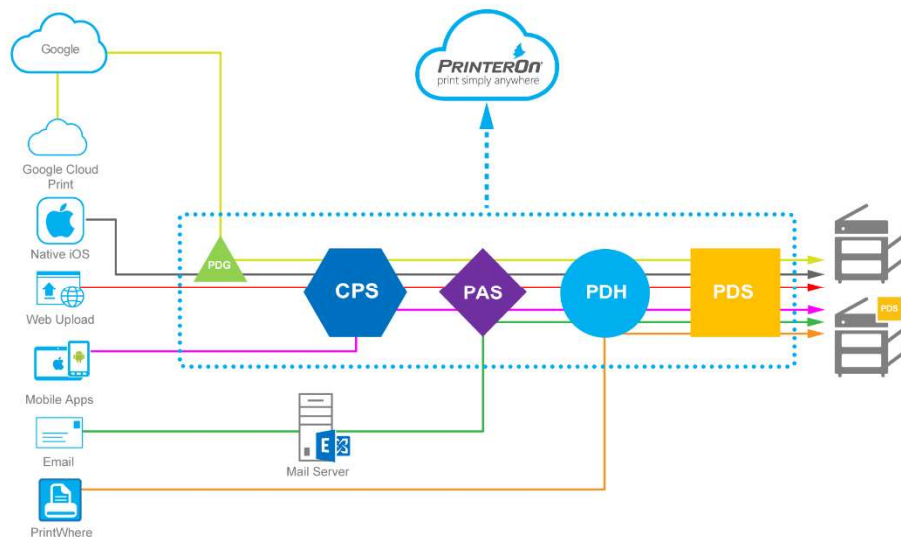 Google
PRINTERON®
print simply anywhere
Google Cloud
Print
Native iOS
PDG
CPS
PAS
PDH
PDS
Web Upload
PDS
Mobile Apps
Email
E
Mail Server
PrintWhere